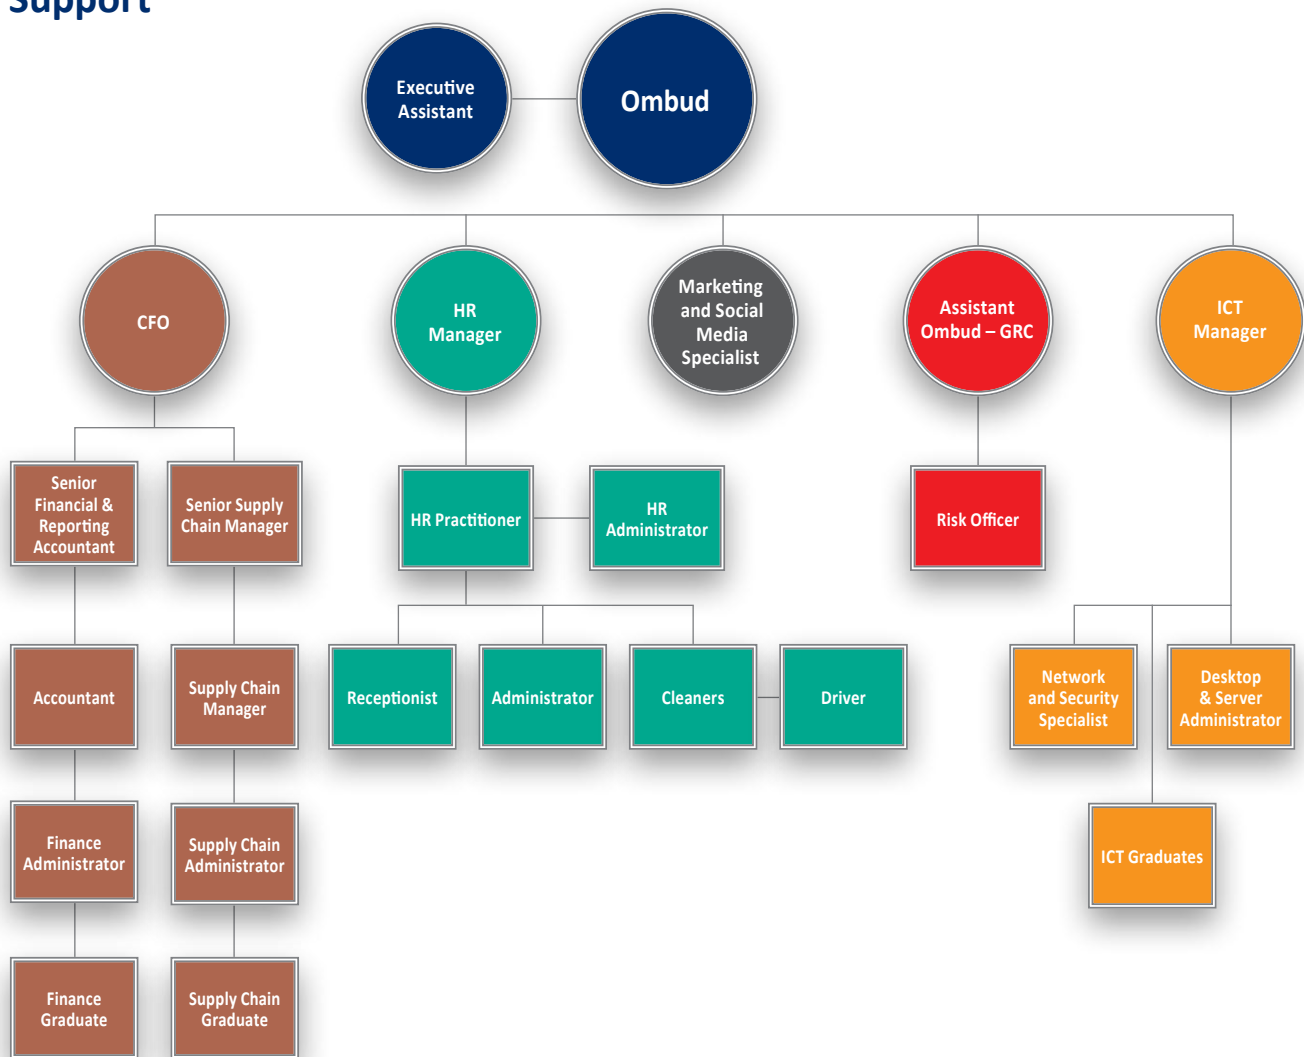 Support
Executive
Assistant
Ombud
CFO
HR
Manager
Marketing
and Social
Media
Specialist
Assistant
Ombud – GRC
ICT
Manager
Senior
Financial &
Reporting
Accountant
Senior Supply
Chain Manager
HR Practitioner
HR
Administrator
Risk Officer
Accountant
Supply Chain
Manager
Receptionist
Administrator
Cleaners
Driver
Network
and Security
Specialist
Desktop
& Server
Administrator
Finance
Administrator
Supply Chain
Administrator
ICT Graduates
Finance
Graduate
Supply Chain
Graduate